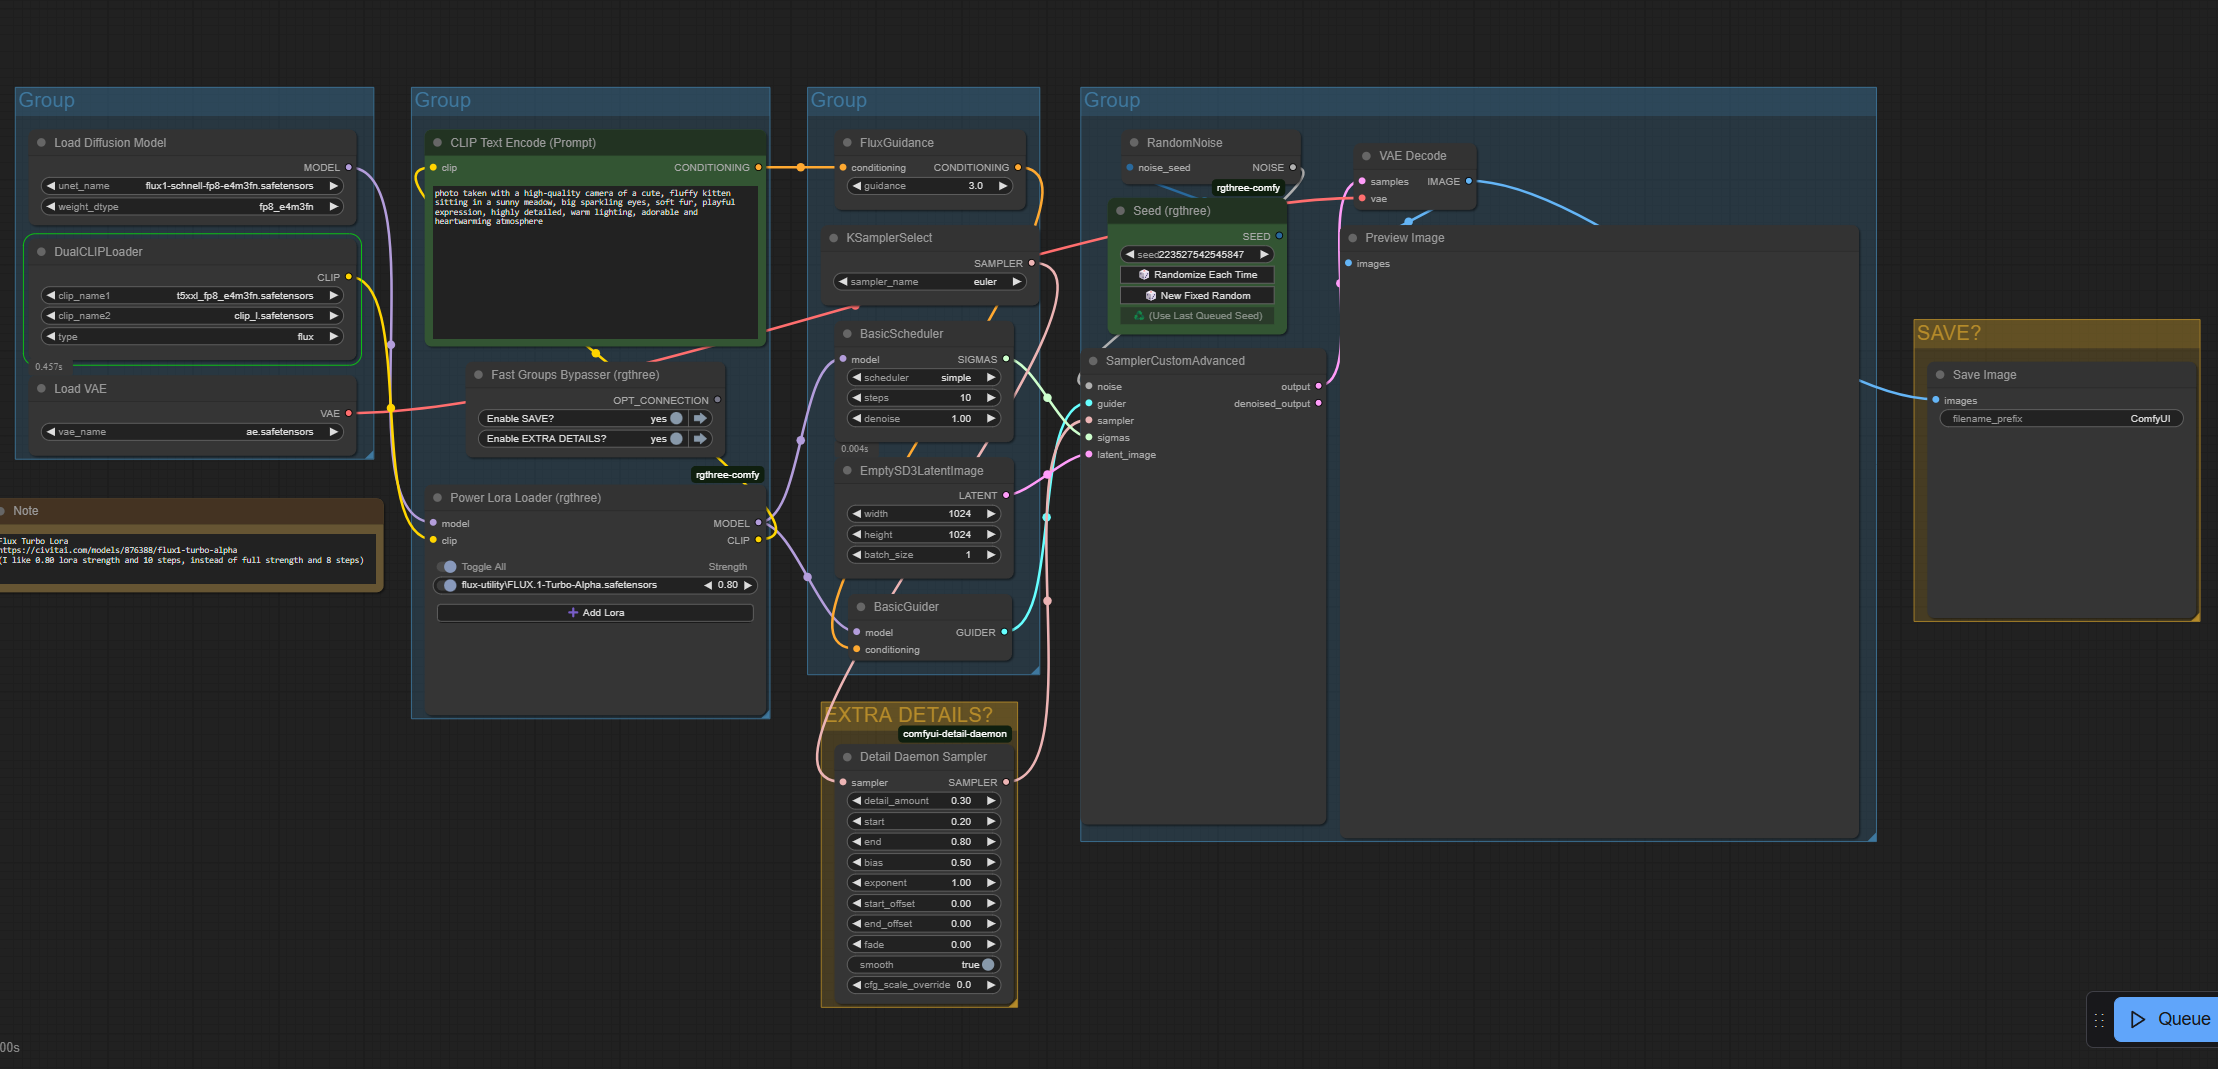 Group
Load Diffusion Model
MODEL
unet_name flux1-schnell-fp8-e4m3fn.safetensors
weight_dtype fp8_e4m3fn
DualCLIPLoader
CLIP
clip_name1 t5xxl_fp8_e4m3fn.safetensors
clip_name2 clip_l.safetensors
type flux
0.457s
Load VAE
VAE
vae_name ae.safetensors
Note
Flux Turbo Lora
https://civitai.com/models/876388/flux1-turbo-alpha
(I like 0.80 lora strength and 10 steps, instead of full strength and 8 steps)
Group
CLIP Text Encode (Prompt)
clip CONDITIONING
photo taken with a high-quality camera of a cute, fluffy kitten
sitting in a sunny meadow, big sparkling eyes, soft fur, playful
expression, highly detailed, warm lighting, adorable and
heartwarming atmosphere
Fast Groups Bypasser (rgthree)
OPT_CONNECTION
Enable SAVE? yes
Enable EXTRA DETAILS? yes
rgthree-comfy
Power Lora Loader (rgthree)
model MODEL
clip CLIP
Toggle All Strength
flux-utility\FLUX.1-Turbo-Alpha.safetensors 0.80
+ Add Lora
Group
FluxGuidance
conditioning CONDITIONING
guidance 3.0
KSamplerSelect
SAMPLER
sampler_name euler
BasicScheduler
model SIGMAS
scheduler simple
steps 10
denoise 1.00
0.004s
EmptySD3LatentImage
LATENT
width 1024
height 1024
batch_size 1
BasicGuider
model GUIDER
conditioning
EXTRA DETAILS?
comfyui-detail-daemon
Detail Daemon Sampler
sampler SAMPLER
detail_amount 0.30
start 0.20
end 0.80
bias 0.50
exponent 1.00
start_offset 0.00
end_offset 0.00
fade 0.00
smooth true
cfg_scale_override 0.0
Group
RandomNoise
noise_seed NOISE
rgthree-comfy
Seed (rgthree)
SEED
seed 223527542545847
Randomize Each Time
New Fixed Random
(Use Last Queued Seed)
SamplerCustomAdvanced
noise output
guider denoised_output
sampler
sigmas
latent_image
VAE Decode
samples IMAGE
vae
Preview Image
images
SAVE?
Save Image
images
filename_prefix ComfyUI
Queue
00s